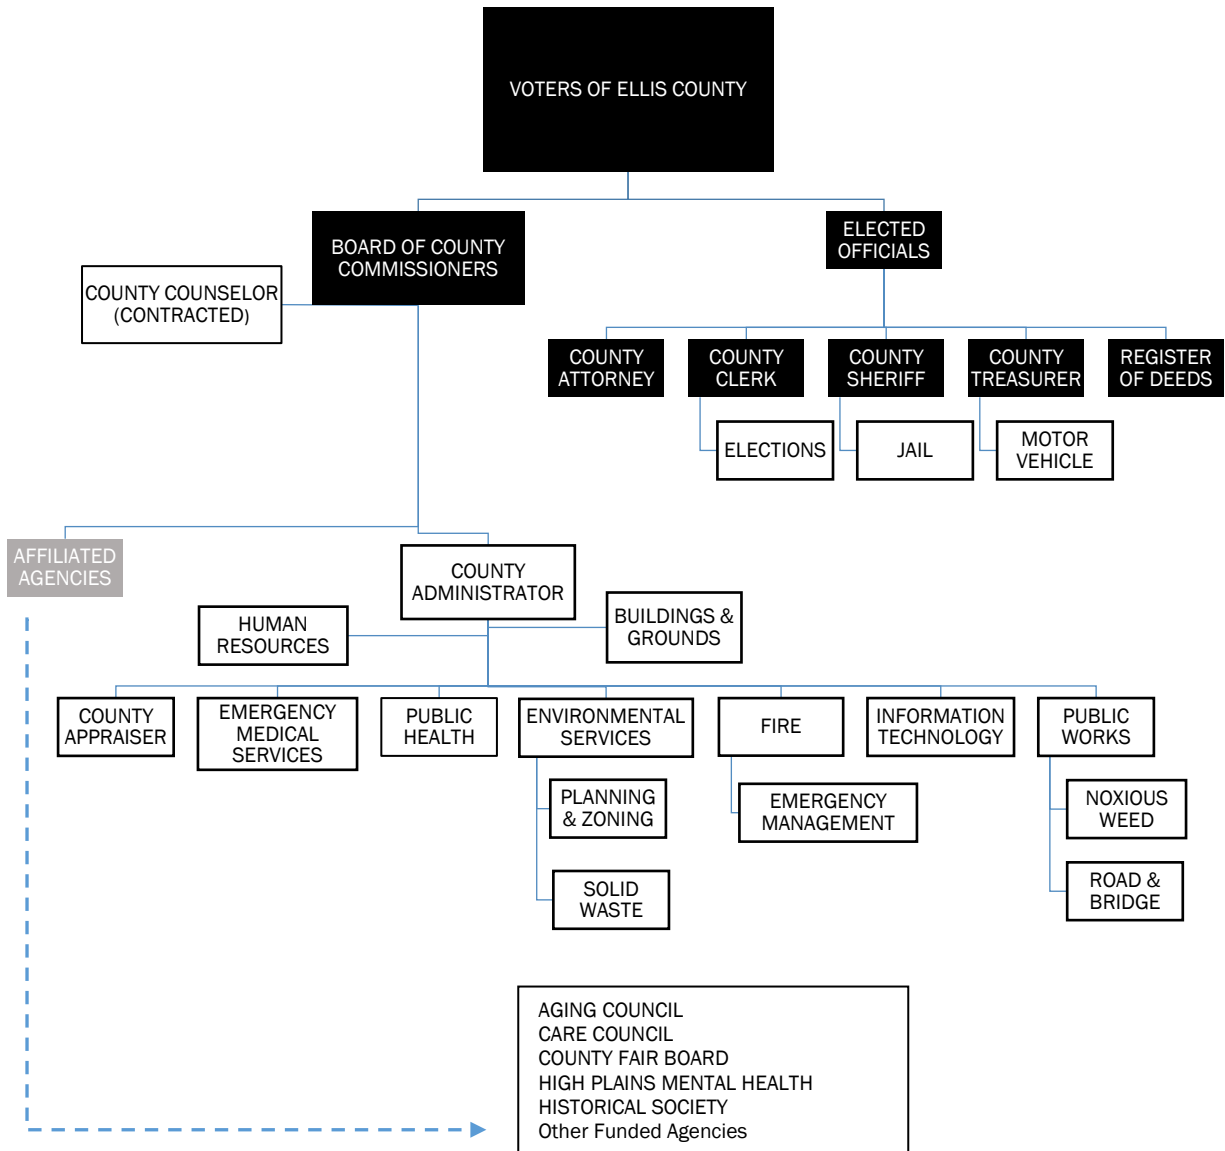 VOTERS OF ELLIS COUNTY
BOARD OF COUNTY
COMMISSIONERS
ELECTED
OFFICIALS
COUNTY COUNSELOR
(CONTRACTED)
COUNTY
ATTORNEY
COUNTY
CLERK
COUNTY
SHERIFF
COUNTY
TREASURER
REGISTER
OF DEEDS
ELECTIONS
JAIL
MOTOR
VEHICLE
AFFILIATED
AGENCIES
COUNTY
ADMINISTRATOR
HUMAN
RESOURCES
BUILDINGS &
GROUNDS
COUNTY
APPRAISER
EMERGENCY
MEDICAL
SERVICES
PUBLIC
HEALTH
ENVIRONMENTAL
SERVICES
FIRE
INFORMATION
TECHNOLOGY
PUBLIC
WORKS
PLANNING
& ZONING
EMERGENCY
MANAGEMENT
NOXIOUS
WEED
SOLID
WASTE
ROAD &
BRIDGE
AGING COUNCIL
CARE COUNCIL
COUNTY FAIR BOARD
HIGH PLAINS MENTAL HEALTH
HISTORICAL SOCIETY
Other Funded Agencies